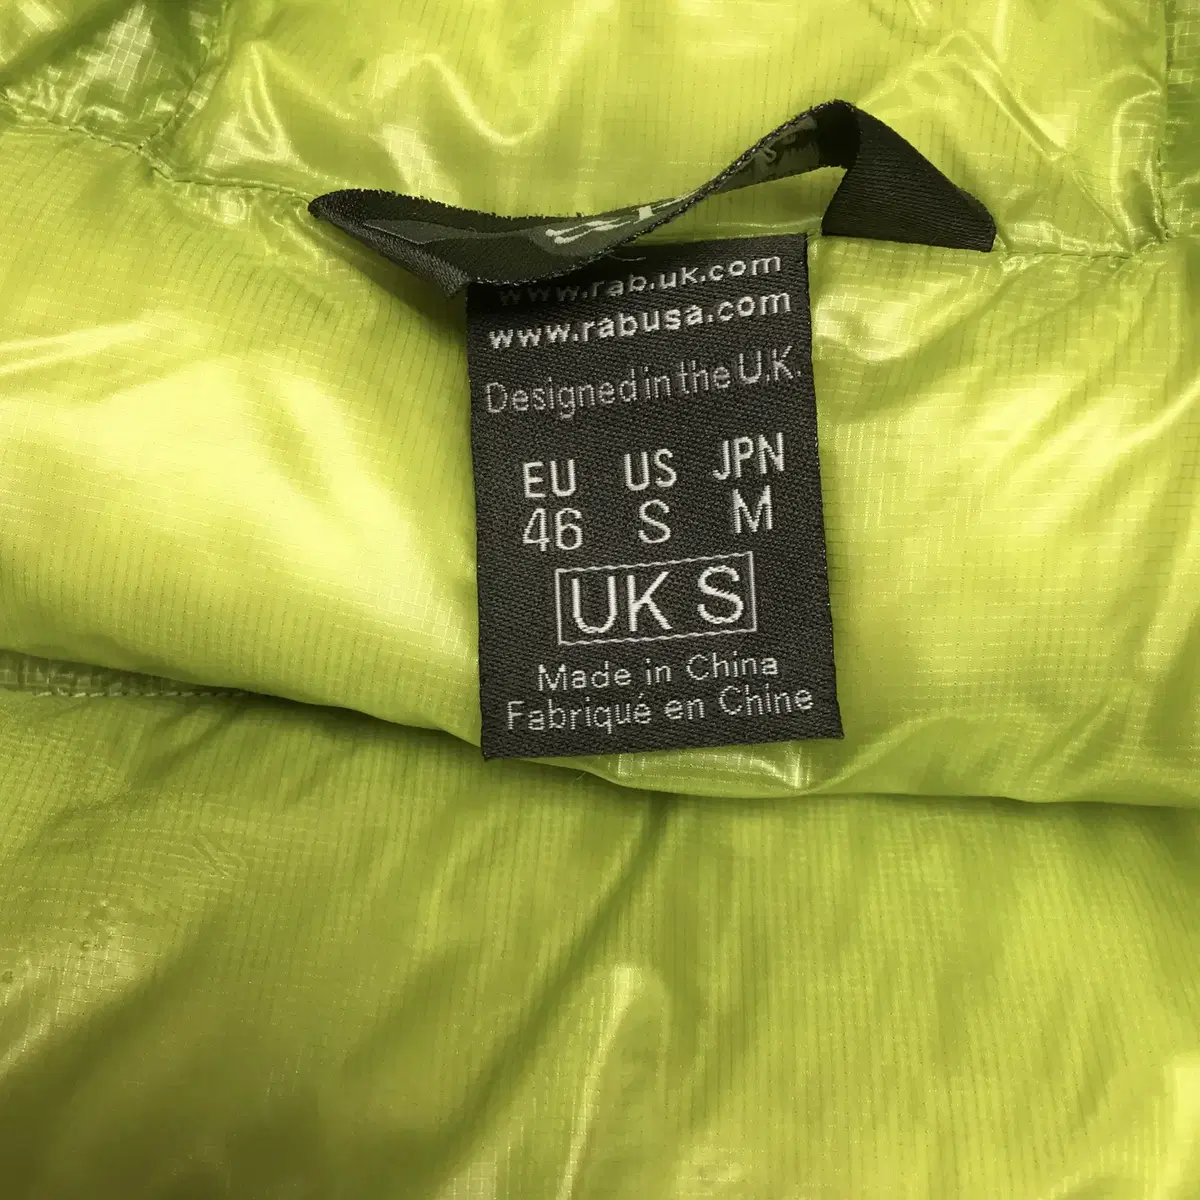 www.rab.uk.com
www.rabusa.com
Designed in the U.K.
EU US JPN
46 S M
UK S
Made in China
Fabriqué en Chine